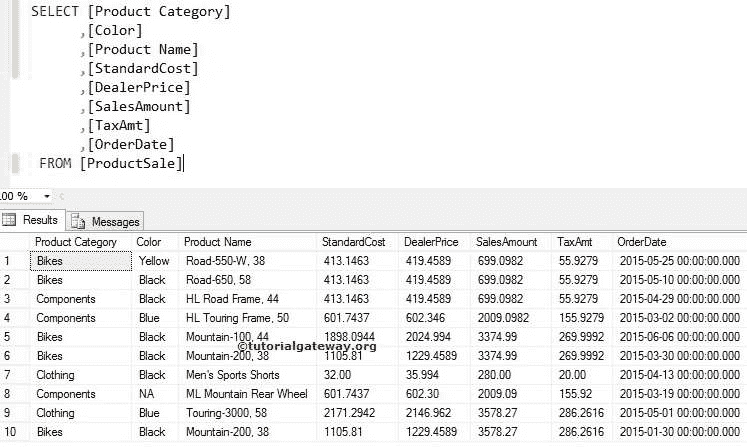 SELECT [Product Category]
,[Color]
,[Product Name]
,[StandardCost]
,[DealerPrice]
,[SalesAmount]
,[TaxAmt]
,[OrderDate]
FROM [ProductSale]
.00 %
Results Messages
Product Category Color Product Name StandardCost DealerPrice SalesAmount TaxAmt OrderDate
1 Bikes Yellow Road-550-W, 38 413.1463 419.4589 699.0982 55.9279 2015-05-25 00:00:00.000
2 Bikes Black Road-650, 58 413.1463 419.4589 699.0982 55.9279 2015-05-10 00:00:00.000
3 Components Black HL Road Frame, 44 413.1463 419.4589 699.0982 55.9279 2015-04-29 00:00:00.000
4 Components Blue HL Touring Frame, 50 601.7437 602.346 2009.0982 155.9279 2015-03-02 00:00:00.000
5 Bikes Black Mountain-100, 44 1898.0944 2024.994 3374.99 269.9992 2015-06-06 00:00:00.000
©tutorialgateway.org
6 Bikes Black Mountain-200, 38 1105.81 1229.4589 3374.99 269.9992 2015-03-30 00:00:00.000
7 Clothing Black Men's Sports Shorts 32.00 35.994 280.00 20.00 2015-04-13 00:00:00.000
8 Components NA ML Mountain Rear Wheel 601.7437 602.30 2009.09 155.92 2015-03-19 00:00:00.000
9 Clothing Blue Touring-3000, 58 2171.2942 2146.962 3578.27 286.2616 2015-05-01 00:00:00.000
10 Bikes Black Mountain-200, 38 1105.81 1229.4589 3578.27 286.2616 2015-01-30 00:00:00.000